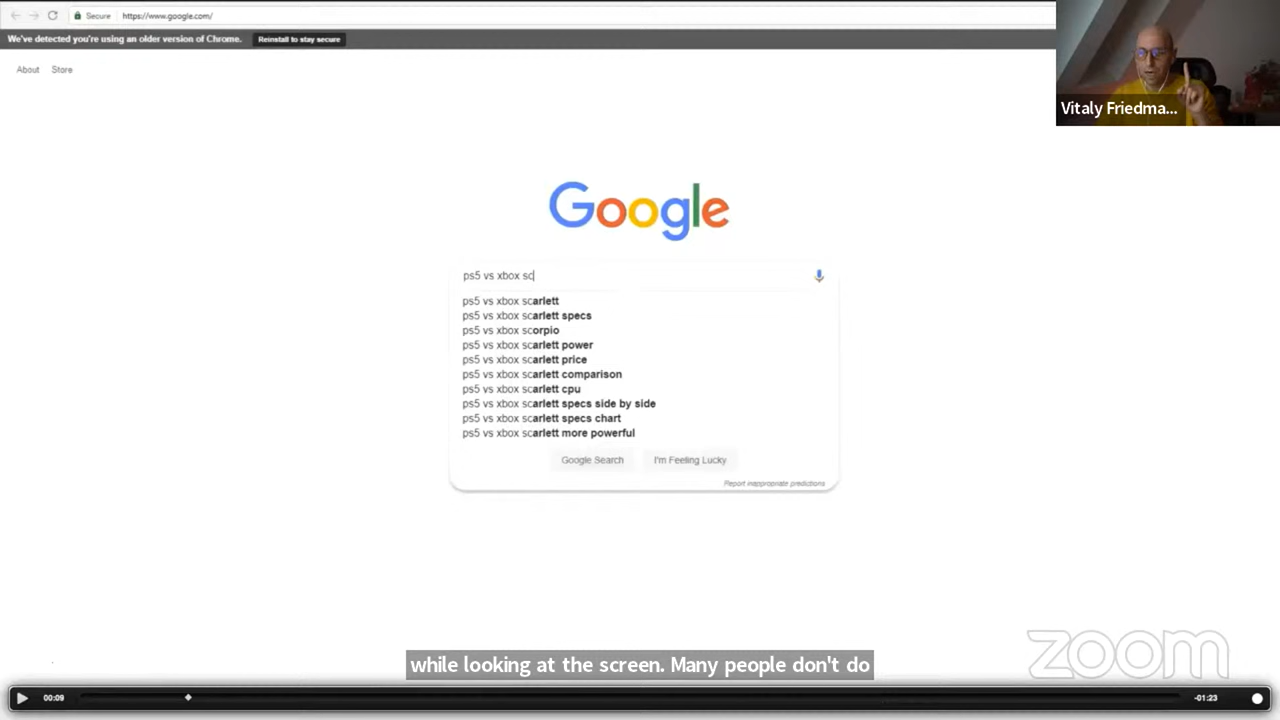 Secure https://www.google.com/
We've detected you're using an older version of Chrome. Reinstall to stay secure
About Store
Vitaly Friedma...
Google
ps5 vs xbox sc
ps5 vs xbox scarlett
ps5 vs xbox scarlett specs
ps5 vs xbox scorpio
ps5 vs xbox scarlett power
ps5 vs xbox scarlett price
ps5 vs xbox scarlett comparison
ps5 vs xbox scarlett cpu
ps5 vs xbox scarlett specs side by side
ps5 vs xbox scarlett specs chart
ps5 vs xbox scarlett more powerful
Google Search I'm Feeling Lucky
Report inappropriate predictions
zoom
while looking at the screen. Many people don't do
00:09 -01:23